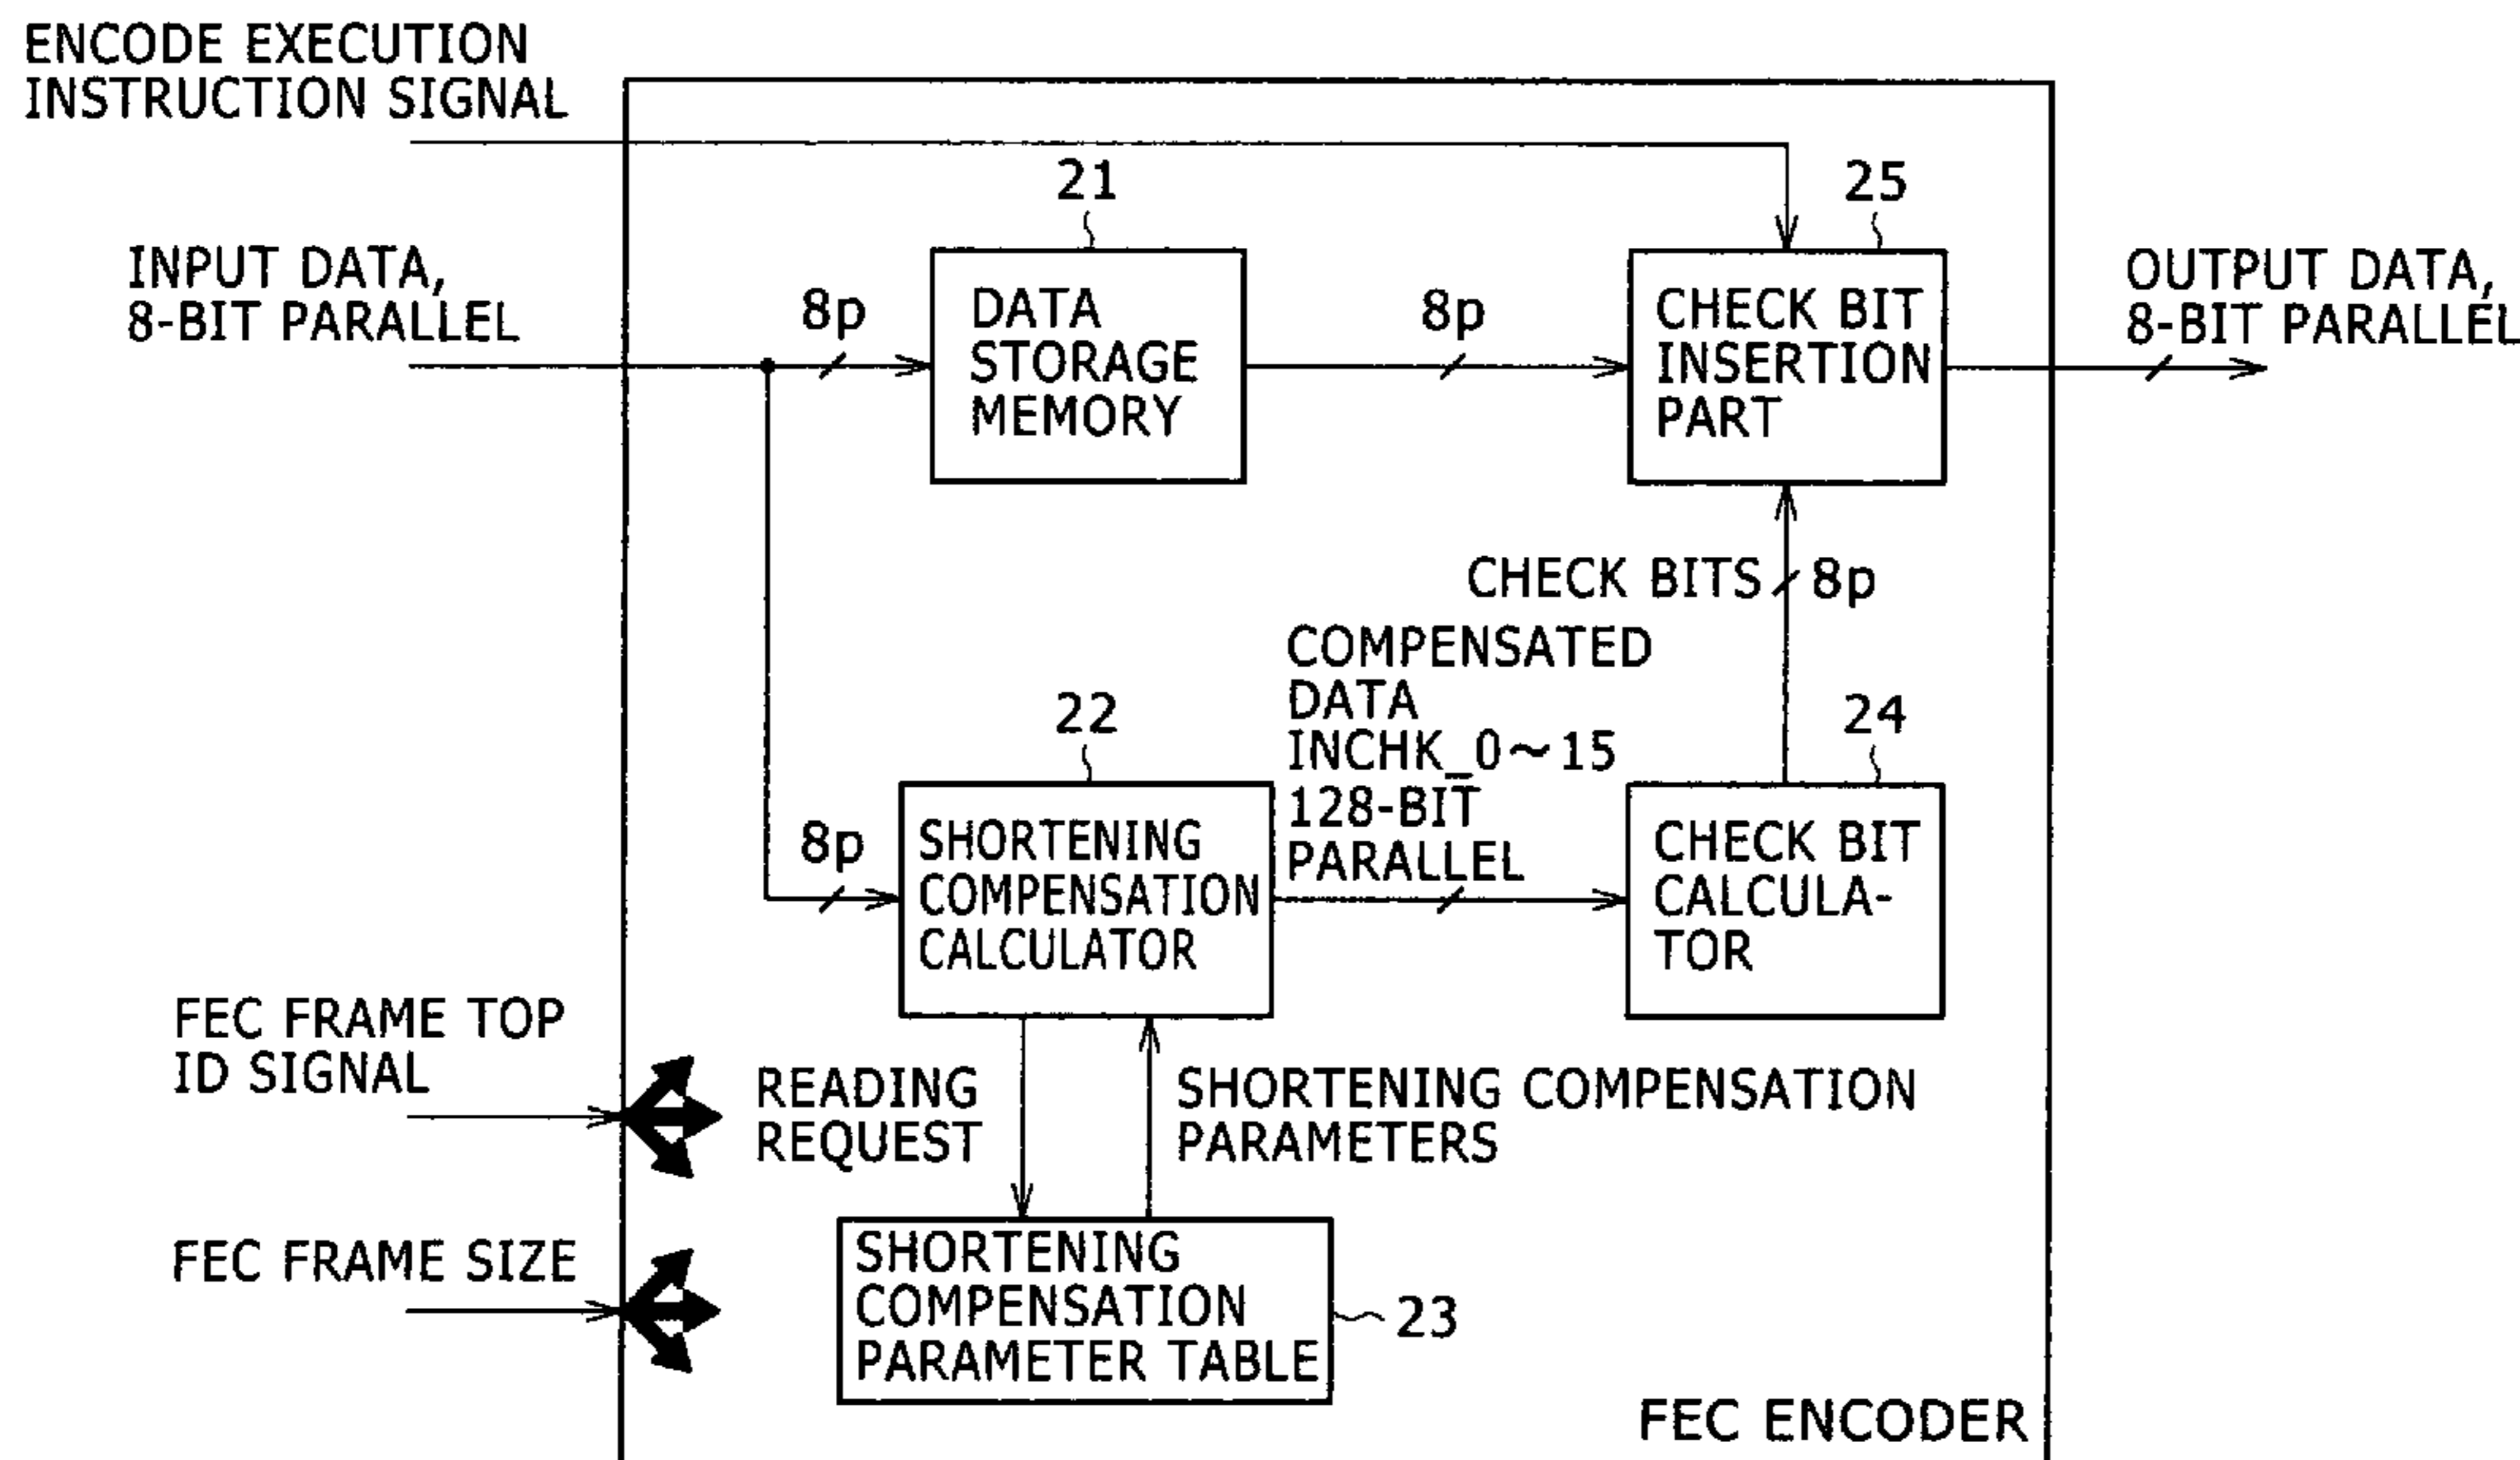 ENCODE EXECUTION
INSTRUCTION SIGNAL
21
25
INPUT DATA,
8-BIT PARALLEL
8p
DATA
STORAGE
MEMORY
8p
CHECK BIT
INSERTION
PART
OUTPUT DATA,
8-BIT PARALLEL
CHECK BITS
8p
COMPENSATED
DATA
INCHK_0~15
128-BIT
PARALLEL
22
24
8p
SHORTENING
COMPENSATION
CALCULATOR
CHECK BIT
CALCULA-
TOR
FEC FRAME TOP
ID SIGNAL
READING
REQUEST
SHORTENING COMPENSATION
PARAMETERS
FEC FRAME SIZE
SHORTENING
COMPENSATION
PARAMETER TABLE
23
FEC ENCODER